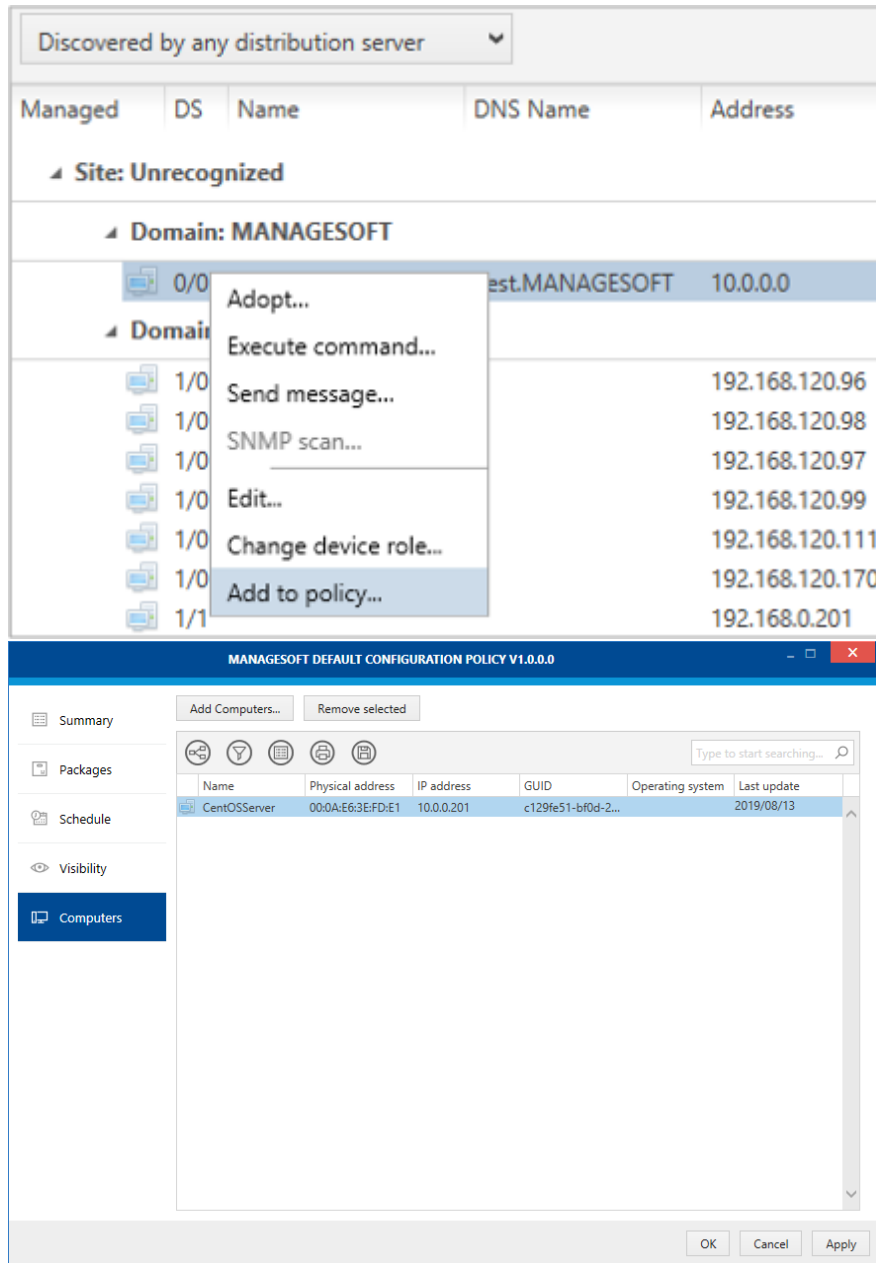 Discovered by any distribution server
Managed DS Name DNS Name Address
Site: Unrecognized
Domain: MANAGESOFT
0/0 est.MANAGESOFT 10.0.0.0
Adopt...
Domain
Execute command...
1/0 192.168.120.96
Send message...
1/0 192.168.120.98
SNMP scan...
1/0 192.168.120.97
1/0 Edit... 192.168.120.99
1/0 Change device role... 192.168.120.111
1/0 Add to policy... 192.168.120.170
1/1 192.168.0.201
MANAGESOFT DEFAULT CONFIGURATION POLICY V1.0.0.0
Add Computers... Remove selected
Summary
Type to start searching...
Packages
Name Physical address IP address GUID Operating system Last update
CentOSServer 00:0A:E6:3E:FD:E1 10.0.0.201 c129fe51-bf0d-2... 2019/08/13
Schedule
Visibility
Computers
OK Cancel Apply